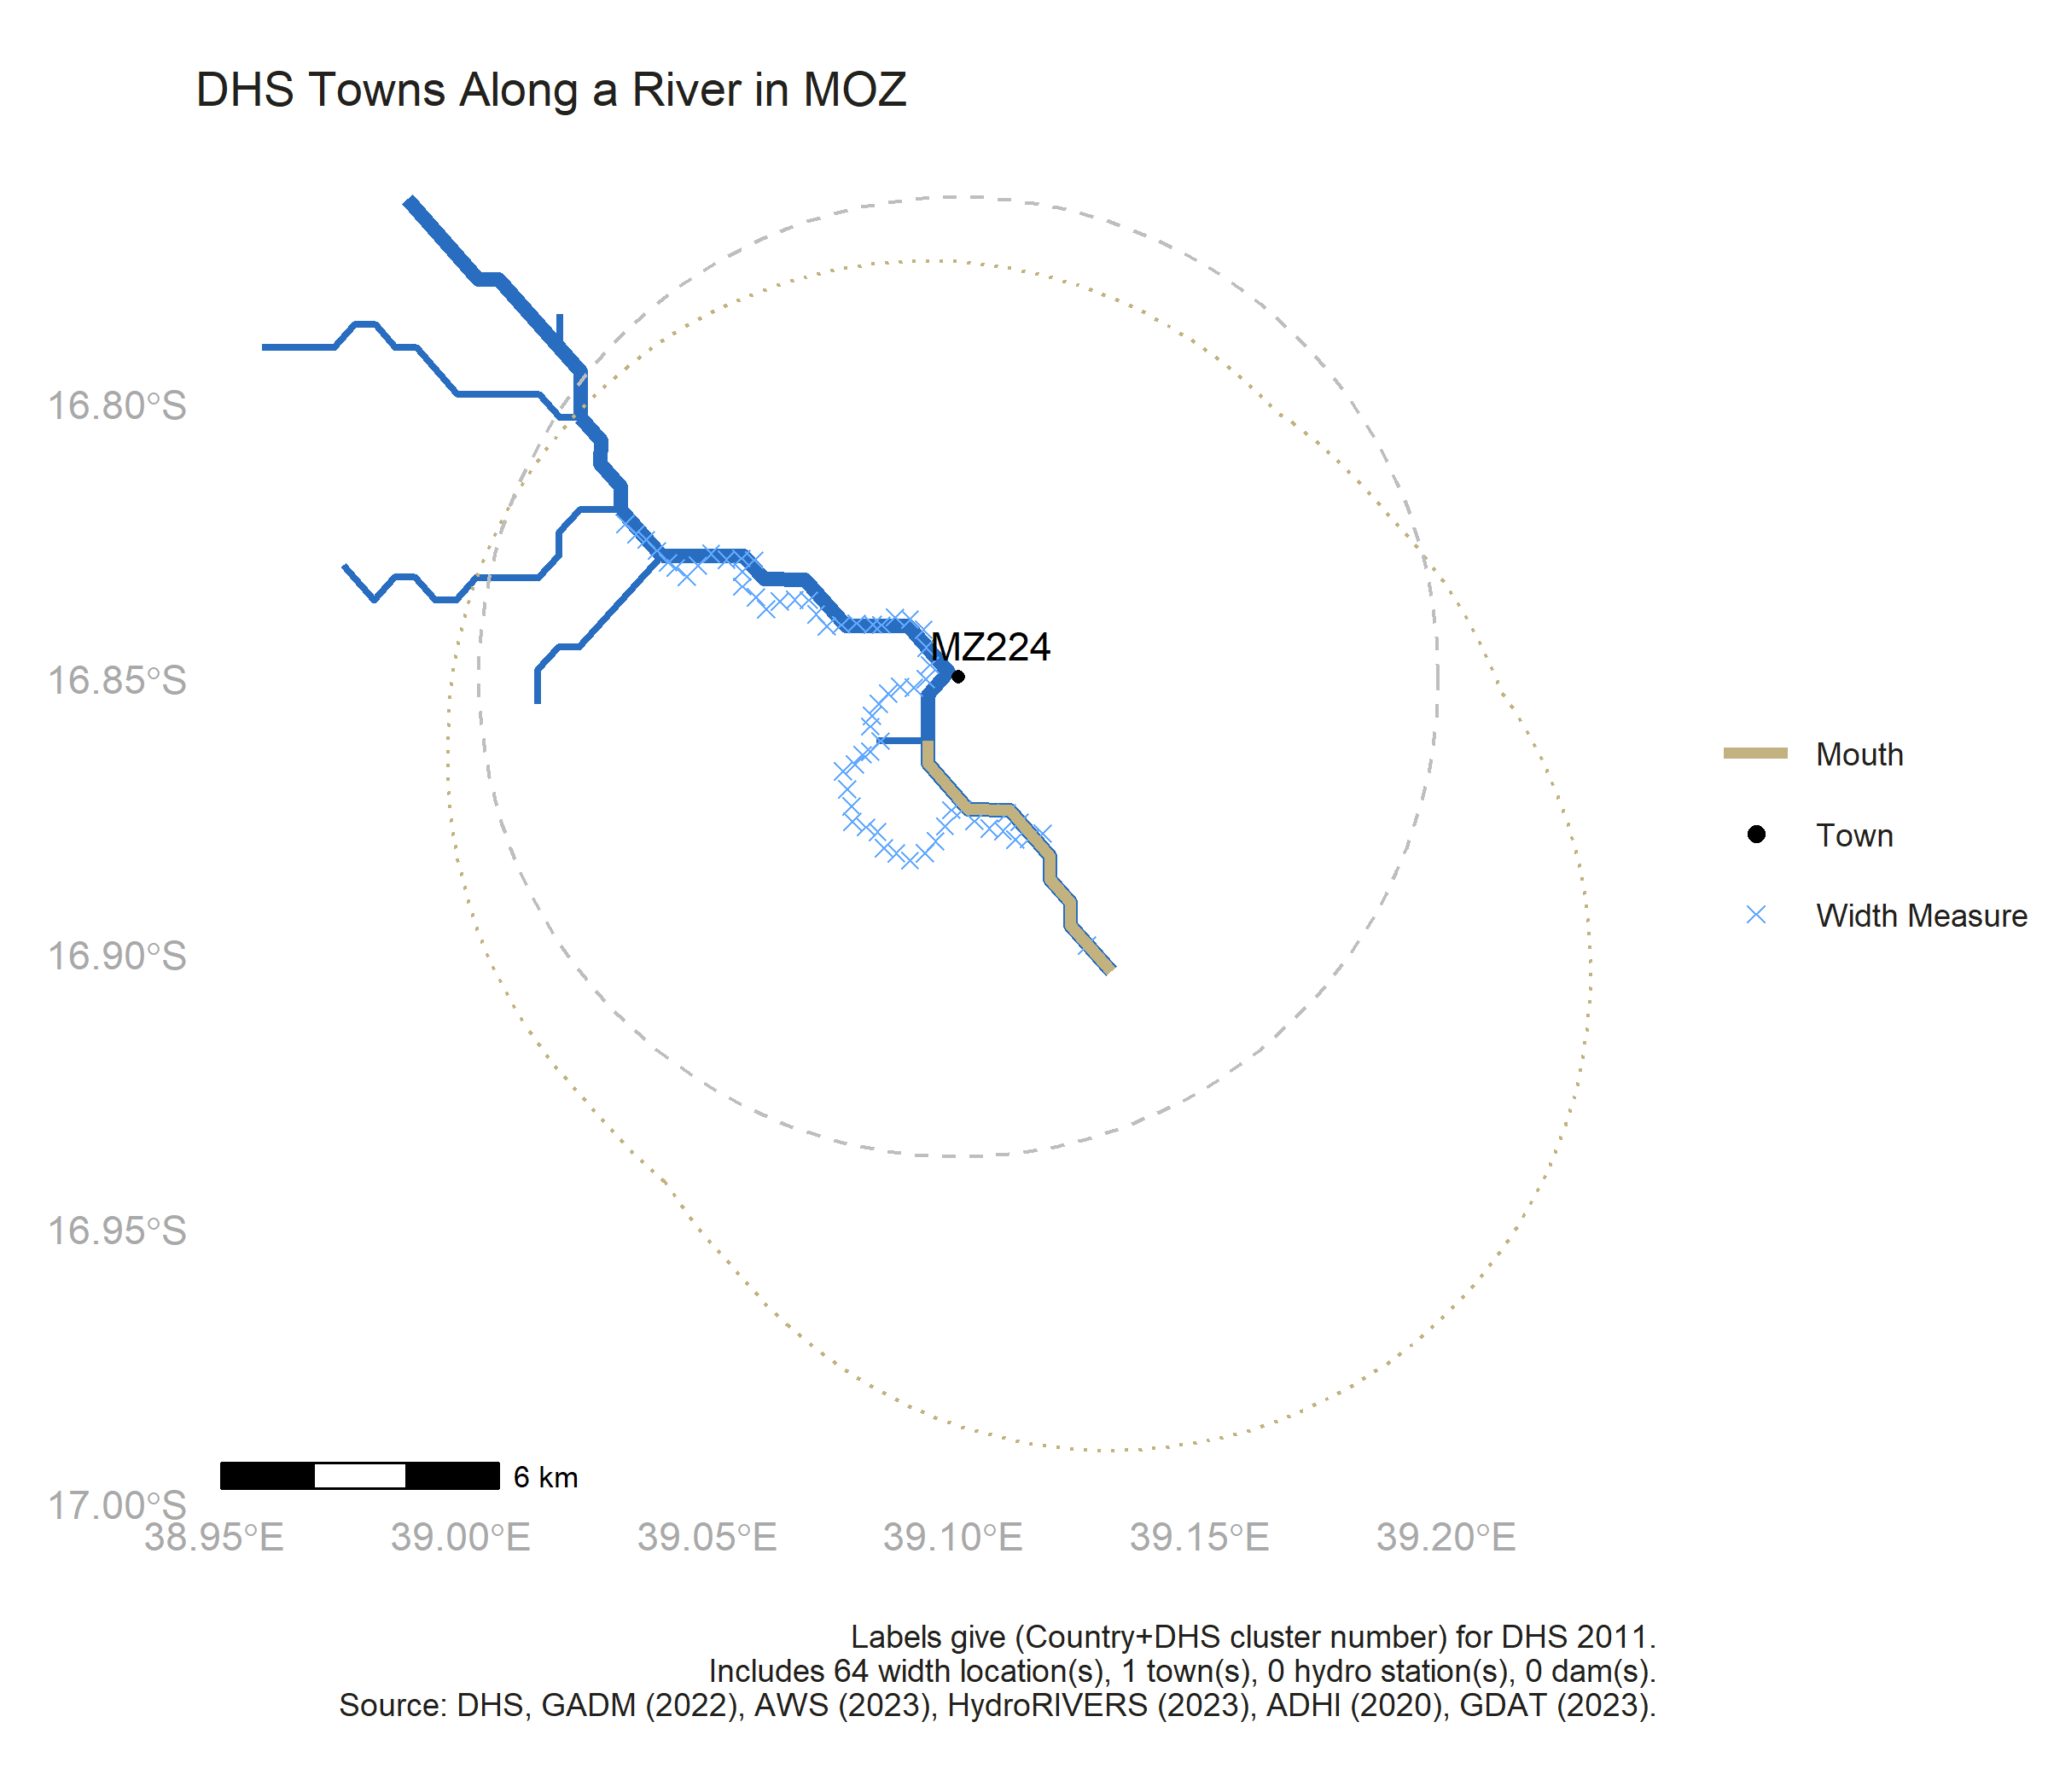 DHS Towns Along a River in MOZ
16.80°S
16.85°S
16.90°S
16.95°S
17.00°S
MZ224
Mouth
Town
Width Measure
6 km
38.95°E 39.00°E 39.05°E 39.10°E 39.15°E 39.20°E
Labels give (Country+DHS cluster number) for DHS 2011.
Includes 64 width location(s), 1 town(s), 0 hydro station(s), 0 dam(s).
Source: DHS, GADM (2022), AWS (2023), HydroRIVERS (2023), ADHI (2020), GDAT (2023).